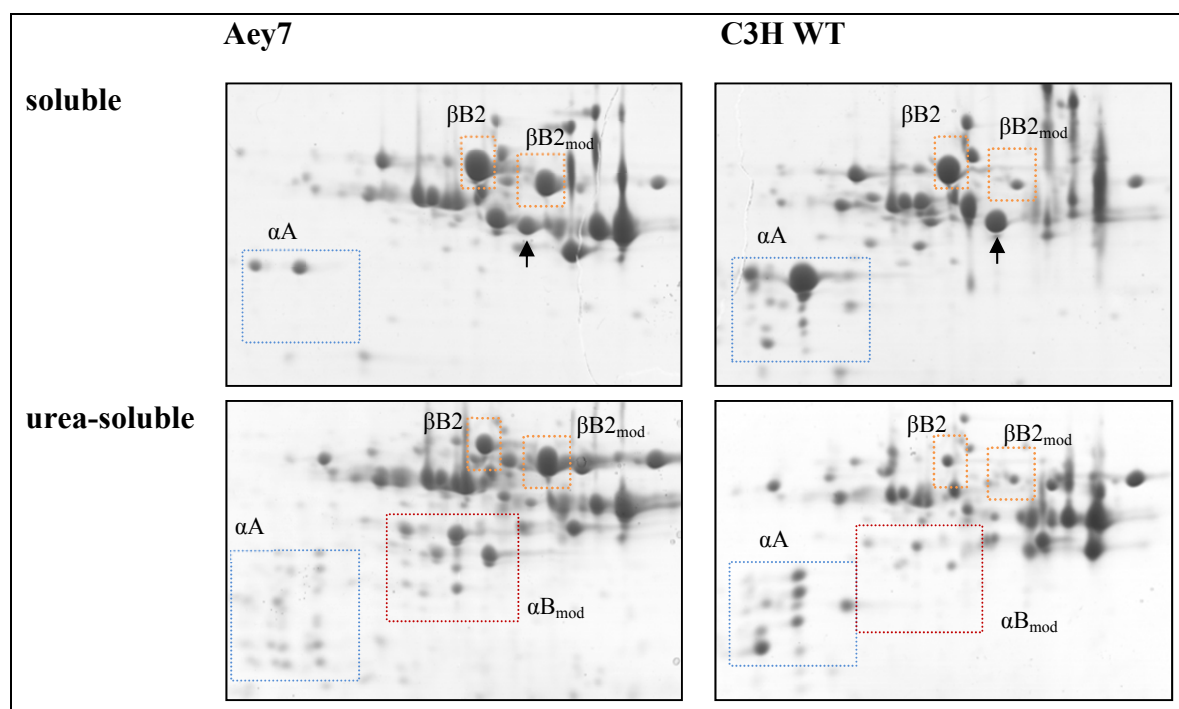 Aey7 C3H WT
soluble
βB2 βB2mod αA
βB2 βB2mod αA
urea-soluble
βB2 βB2mod αA αBmod
βB2 βB2mod αA αBmod